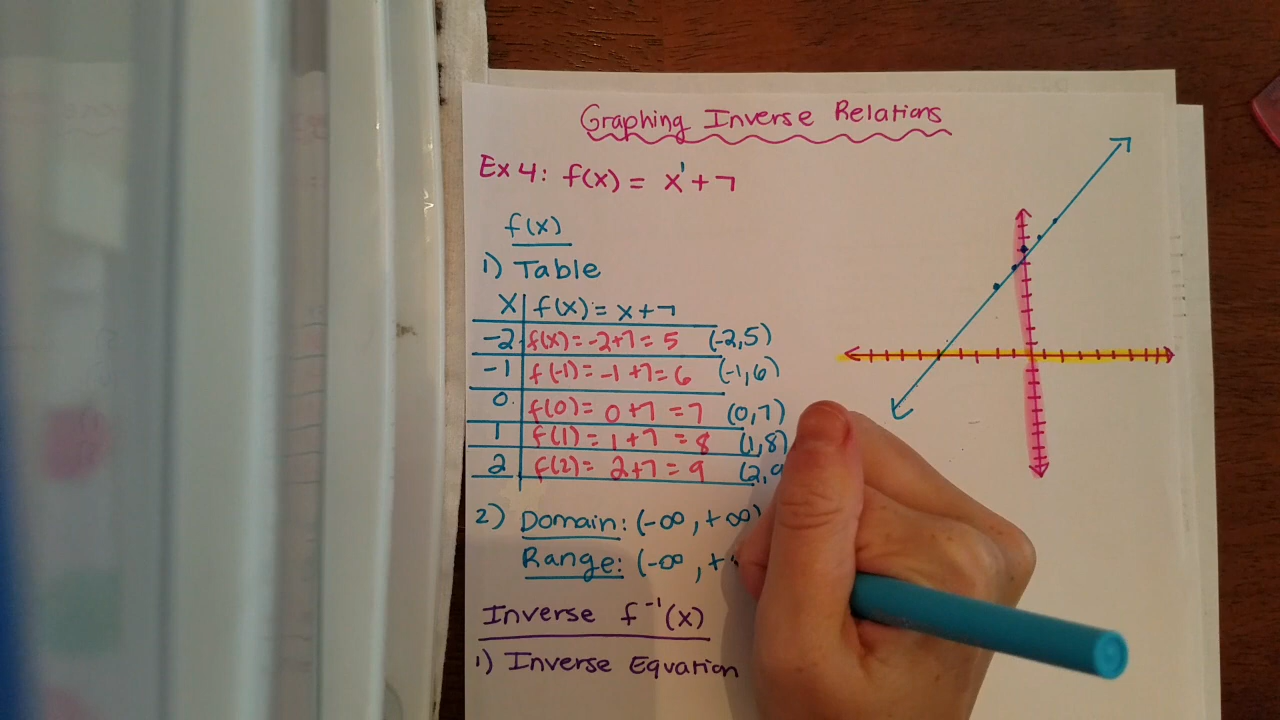 Graphing Inverse Relations
Ex 4: f(x) = x¹+7
f(x)
1) Table
x f(x) = x+7
-2 f(x) = -2+7 = 5 (-2,5)
-1 f(-1) = -1+7 = 6 (-1,6)
0 f(0) = 0+7 = 7 (0,7)
1 f(1) = 1+7 = 8 (1,8)
2 f(2) = 2+7 = 9 (2,9
2) Domain: (-∞, +∞)
Range: (-∞, +
Inverse f⁻¹(x)
1) Inverse Equation